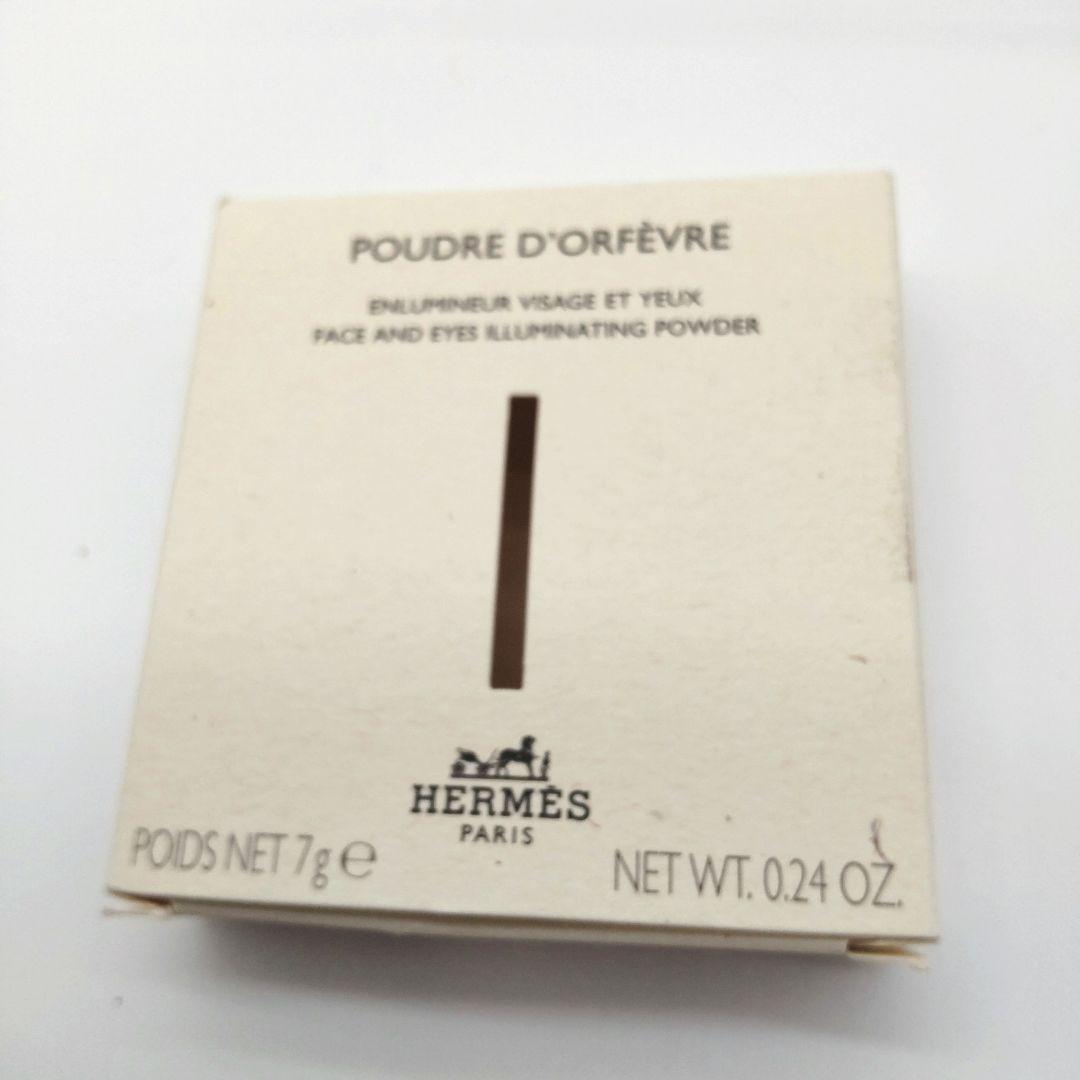 POUDRE D'ORFÈVRE
ENLUMINEUR VISAGE ET YEUX
FACE AND EYES ILLUMINATING POWDER
HERMÈS
PARIS
POIDS NET 7g ℮
NET WT. 0.24 OZ.